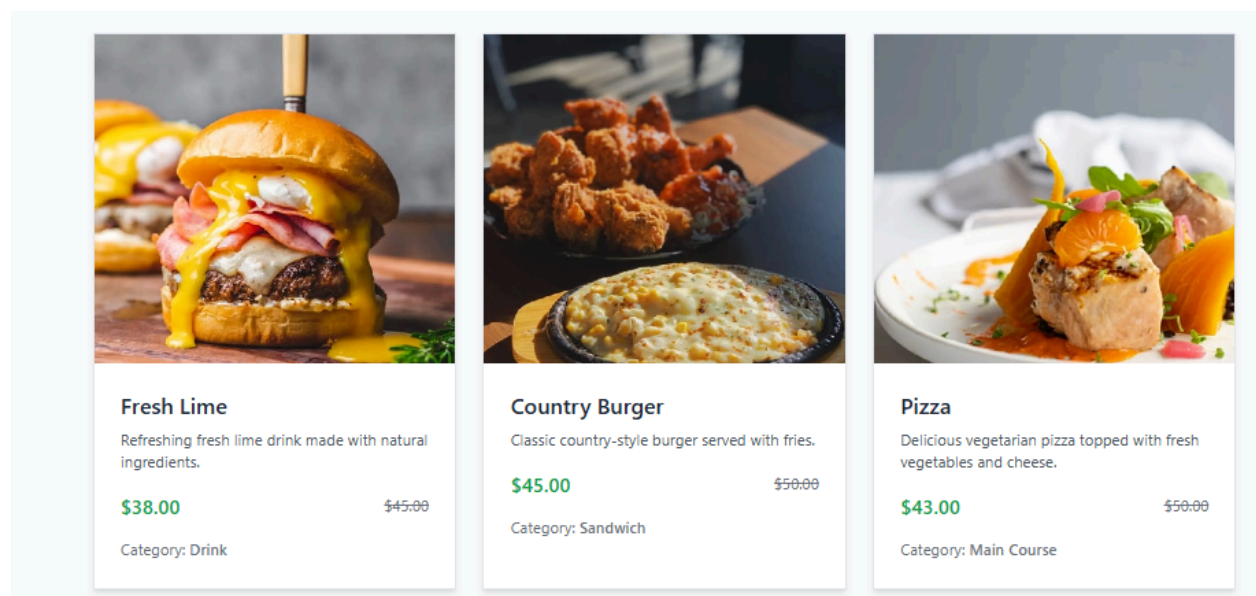 Fresh Lime
Refreshing fresh lime drink made with natural
ingredients.
$38.00 $45.00
Category: Drink
Country Burger
Classic country-style burger served with fries.
$45.00 $50.00
Category: Sandwich
Pizza
Delicious vegetarian pizza topped with fresh
vegetables and cheese.
$43.00 $50.00
Category: Main Course